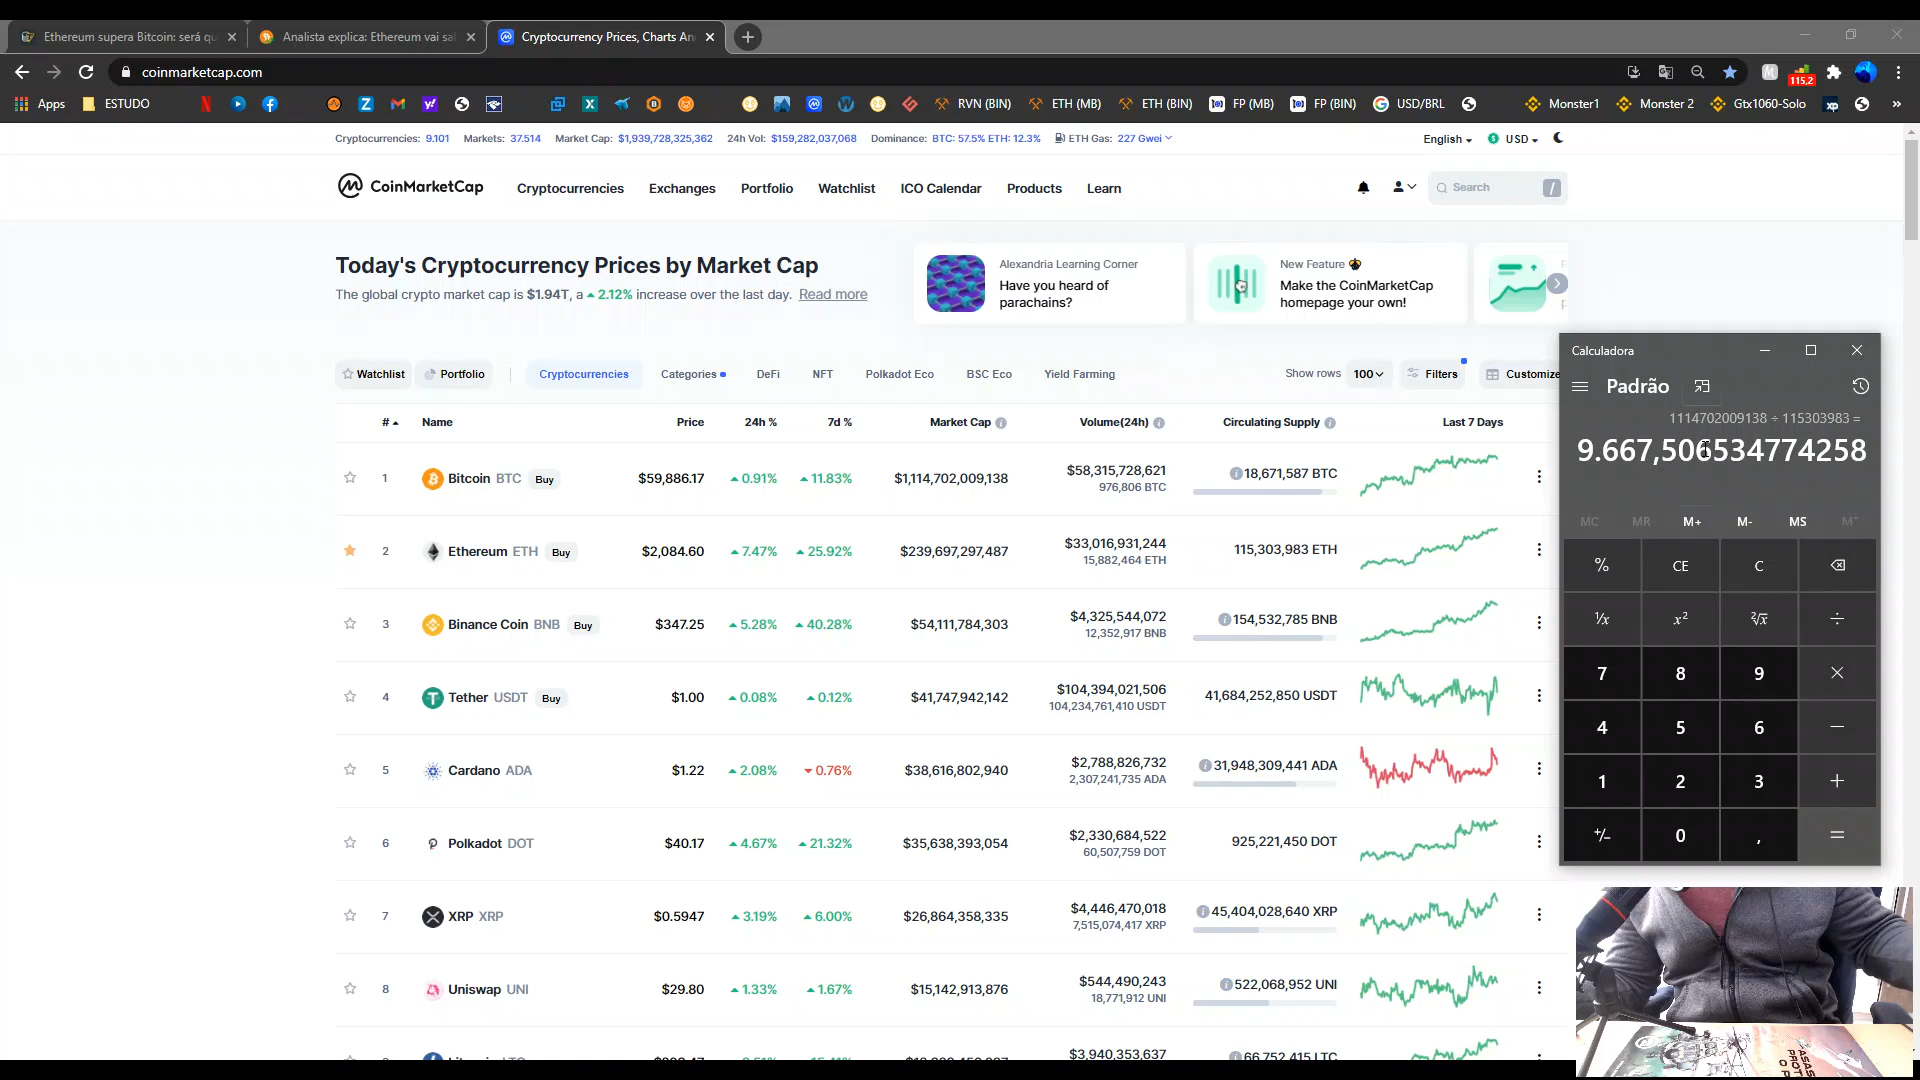 Ethereum supera Bitcoin: será qu
Analista explica: Ethereum vai sal
Cryptocurrency Prices, Charts An
coinmarketcap.com
115,2
Apps
ESTUDO
RVN (BIN)
ETH (MB)
ETH (BIN)
FP (MB)
FP (BIN)
USD/BRL
Monster1
Monster 2
Gtx1060-Solo
xp
Cryptocurrencies: 9.101 Markets: 37.514 Market Cap: $1,939,728,325,362 24h Vol: $159,282,037,068 Dominance: BTC: 57.5% ETH: 12.3% ETH Gas: 227 Gwei
English
USD
CoinMarketCap
Cryptocurrencies Exchanges Portfolio Watchlist ICO Calendar Products Learn
Search /
Today's Cryptocurrency Prices by Market Cap
The global crypto market cap is $1.94T, a 2.12% increase over the last day. Read more
Alexandria Learning Corner
Have you heard of
parachains?
New Feature
Make the CoinMarketCap
homepage your own!
Watchlist Portfolio Cryptocurrencies Categories DeFi NFT Polkadot Eco BSC Eco Yield Farming
Show rows 100 Filters Customize
# Name Price 24h % 7d % Market Cap Volume(24h) Circulating Supply Last 7 Days
1 Bitcoin BTC Buy $59,886.17 0.91% 11.83% $1,114,702,009,138 $58,315,728,621 18,671,587 BTC
976,806 BTC
2 Ethereum ETH Buy $2,084.60 7.47% 25.92% $239,697,297,487 $33,016,931,244 115,303,983 ETH
15,882,464 ETH
3 Binance Coin BNB Buy $347.25 5.28% 40.28% $54,111,784,303 $4,325,544,072 154,532,785 BNB
12,352,917 BNB
4 Tether USDT Buy $1.00 0.08% 0.12% $41,747,942,142 $104,394,021,506 41,684,252,850 USDT
104,234,761,410 USDT
5 Cardano ADA $1.22 2.08% 0.76% $38,616,802,940 $2,788,826,732 31,948,309,441 ADA
2,307,241,735 ADA
6 Polkadot DOT $40.17 4.67% 21.32% $35,638,393,054 $2,330,684,522 925,221,450 DOT
60,507,759 DOT
7 XRP XRP $0.5947 3.19% 6.00% $26,864,358,335 $4,446,470,018 45,404,028,640 XRP
7,515,074,417 XRP
8 Uniswap UNI $29.80 1.33% 1.67% $15,142,913,876 $544,490,243 522,068,952 UNI
18,771,912 UNI
$3,940,353,637 66,752,415 LTC
Calculadora
Padrão
1114702009138 ÷ 115303983 =
9.667,506534774258
MC MR M+ M- MS M
% CE C
¹/x x² ²√x ÷
7 8 9 ×
4 5 6 −
1 2 3 +
+/- 0 , =